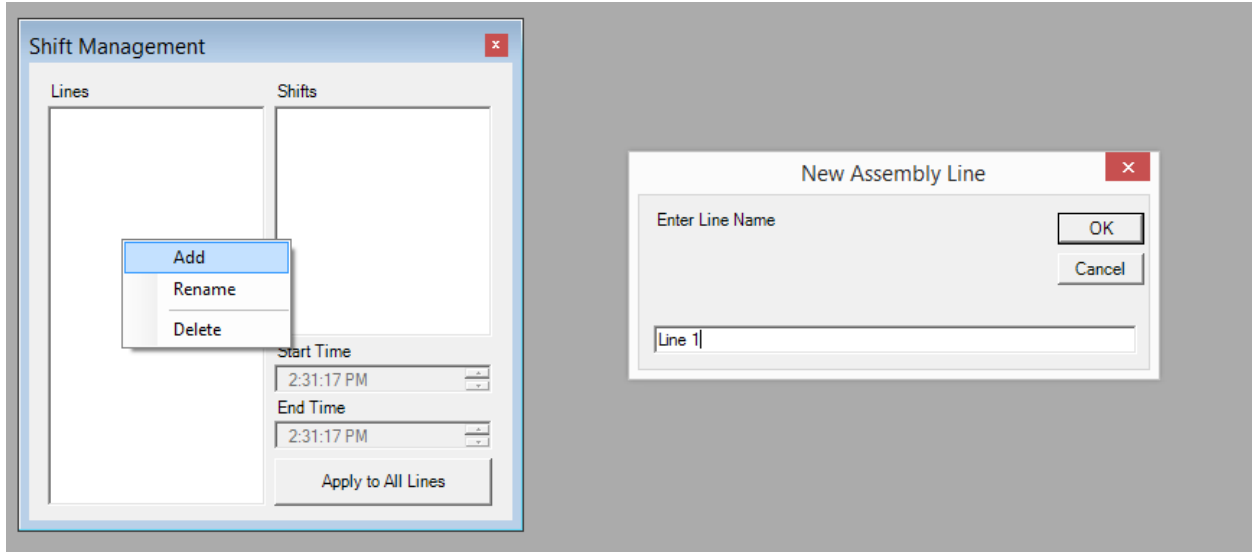 Shift Management
x
Lines
Shifts
Add
Rename
Delete
Start Time
2:31:17 PM
End Time
2:31:17 PM
Apply to All Lines
New Assembly Line
x
Enter Line Name
OK
Cancel
Line 1